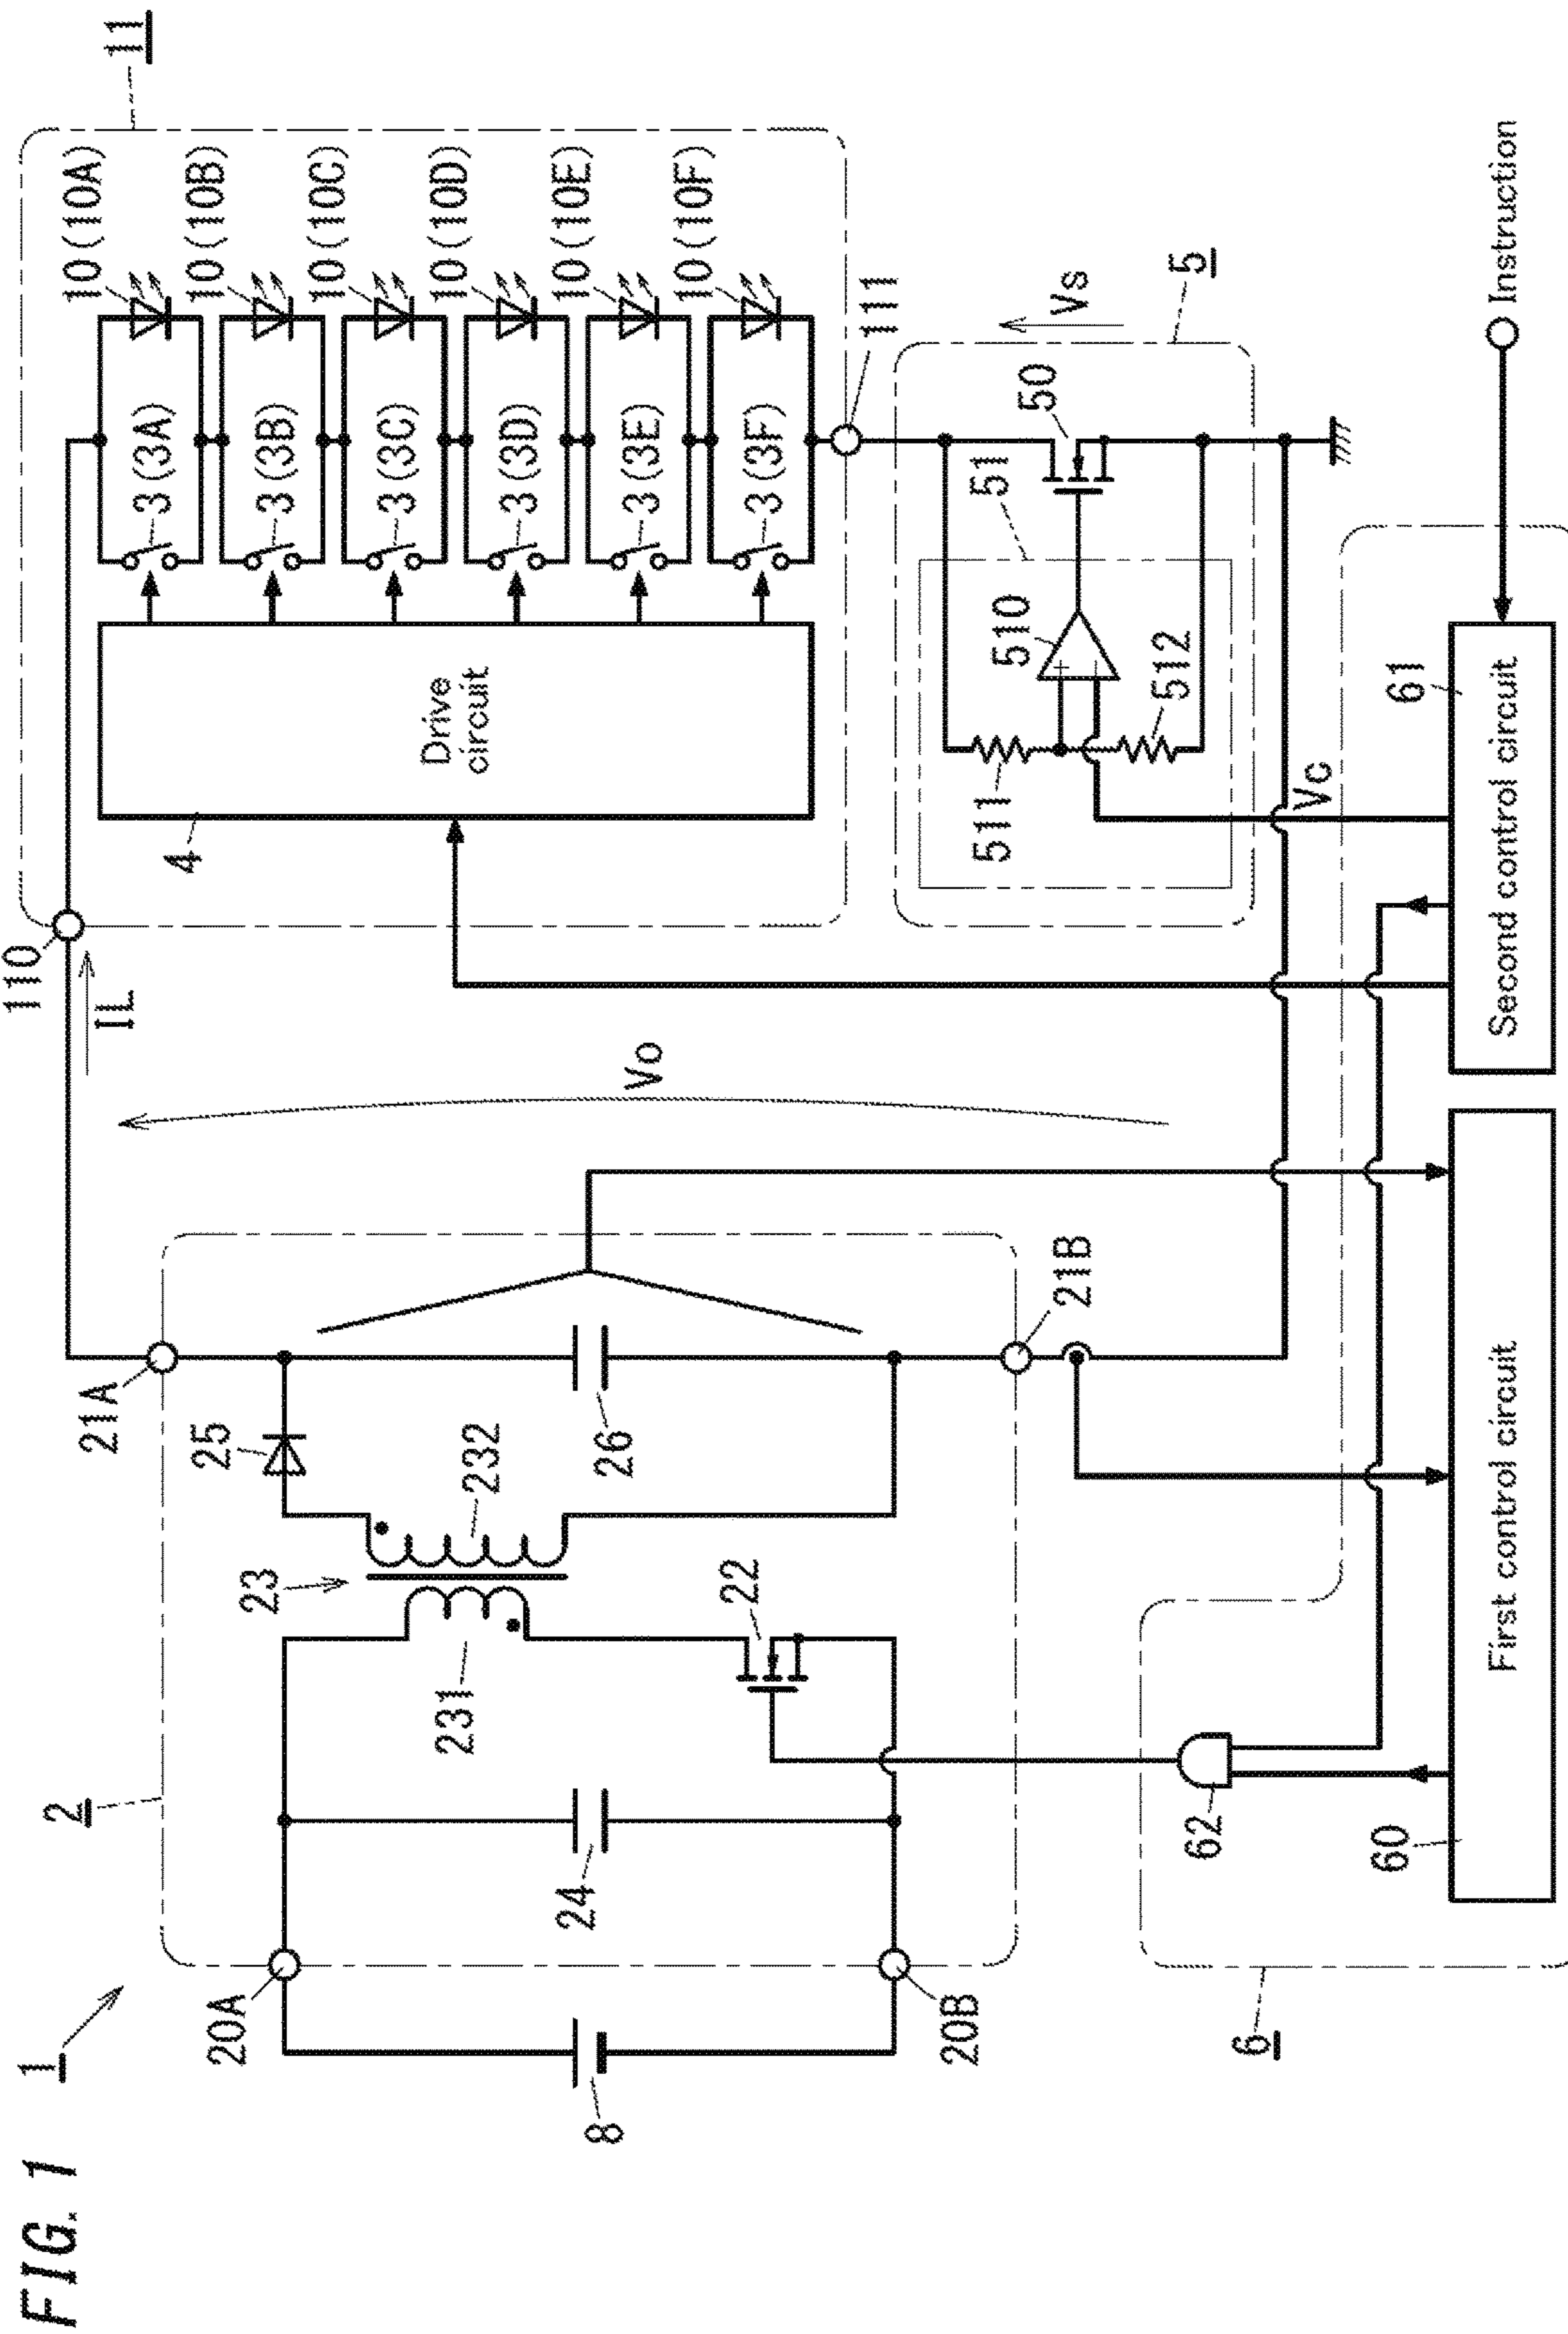 FIG. 1
1
11
110
IL
21A
2
20A
20B
8
24
23
231
232
25
26
22
21B
Vo
4
Drive
circuit
3(3A)
3(3B)
3(3C)
3(3D)
3(3E)
3(3F)
10(10A)
10(10B)
10(10C)
10(10D)
10(10E)
10(10F)
111
5
Vs
50
51
510
+
−
511
512
Vc
6
62
60
First control circuit
61
Second control circuit
Instruction